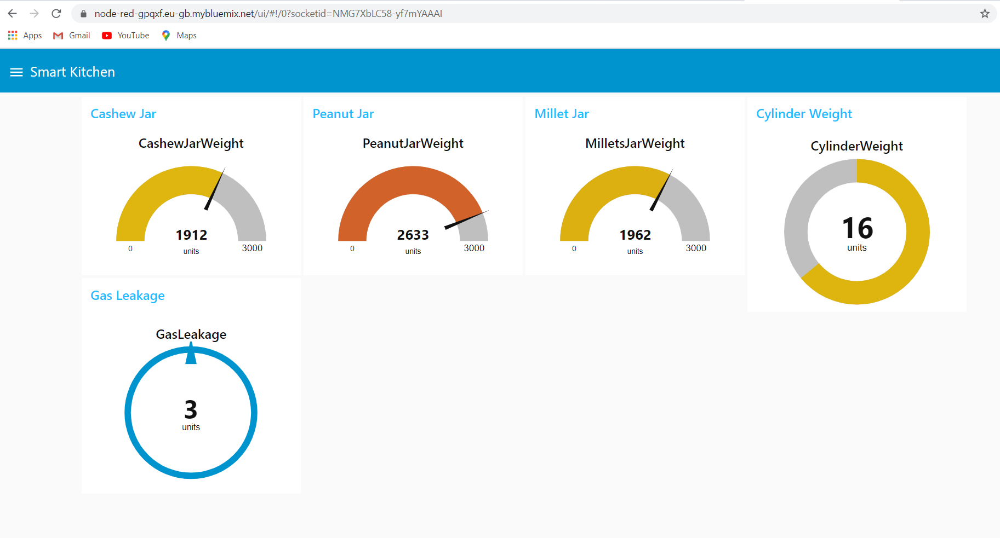 node-red-gpqxf.eu-gb.mybluemix.net/ui/#!/0?socketid=NMG7XbLC58-yf7mYAAAI
Apps Gmail YouTube Maps
Smart Kitchen
Cashew Jar
CashewJarWeight
1912
units
0
3000
Peanut Jar
PeanutJarWeight
2633
units
0
3000
Millet Jar
MilletsJarWeight
1962
units
0
3000
Cylinder Weight
CylinderWeight
16
units
Gas Leakage
GasLeakage
3
units